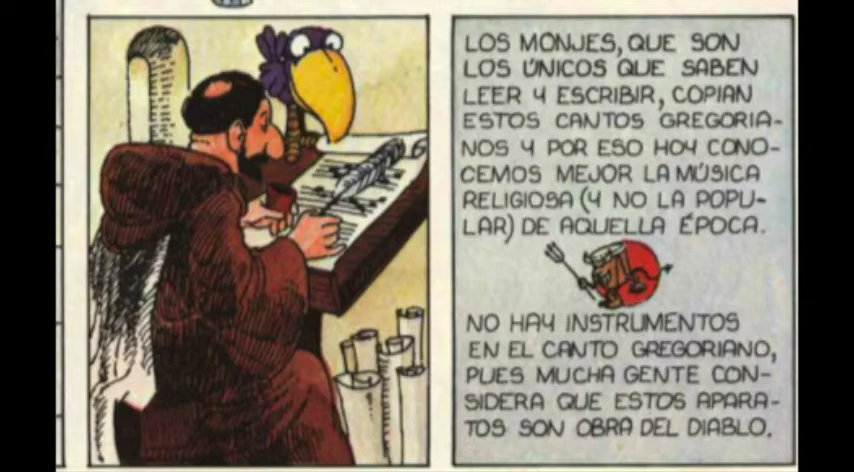 LOS MONJES, QUE SON
LOS ÚNICOS QUE SABEN
LEER Y ESCRIBIR, COPIAN
ESTOS CANTOS GREGORIA-
NOS Y POR ESO HOY CONO-
CEMOS MEJOR LA MÚSICA
RELIGIOSA (Y NO LA POPU-
LAR) DE AQUELLA ÉPOCA.
NO HAY INSTRUMENTOS
EN EL CANTO GREGORIANO,
PUES MUCHA GENTE CON-
SIDERA QUE ESTOS APARA-
TOS SON OBRA DEL DIABLO.